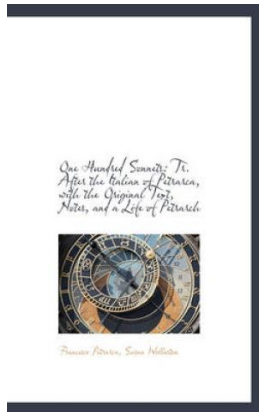 One Hundred Sonnets: Tr.
After the Italian of Petrarca,
with the Original Text,
Notes, and a Life of Petrarch
Francesco Petrarca, Susan Wollaston